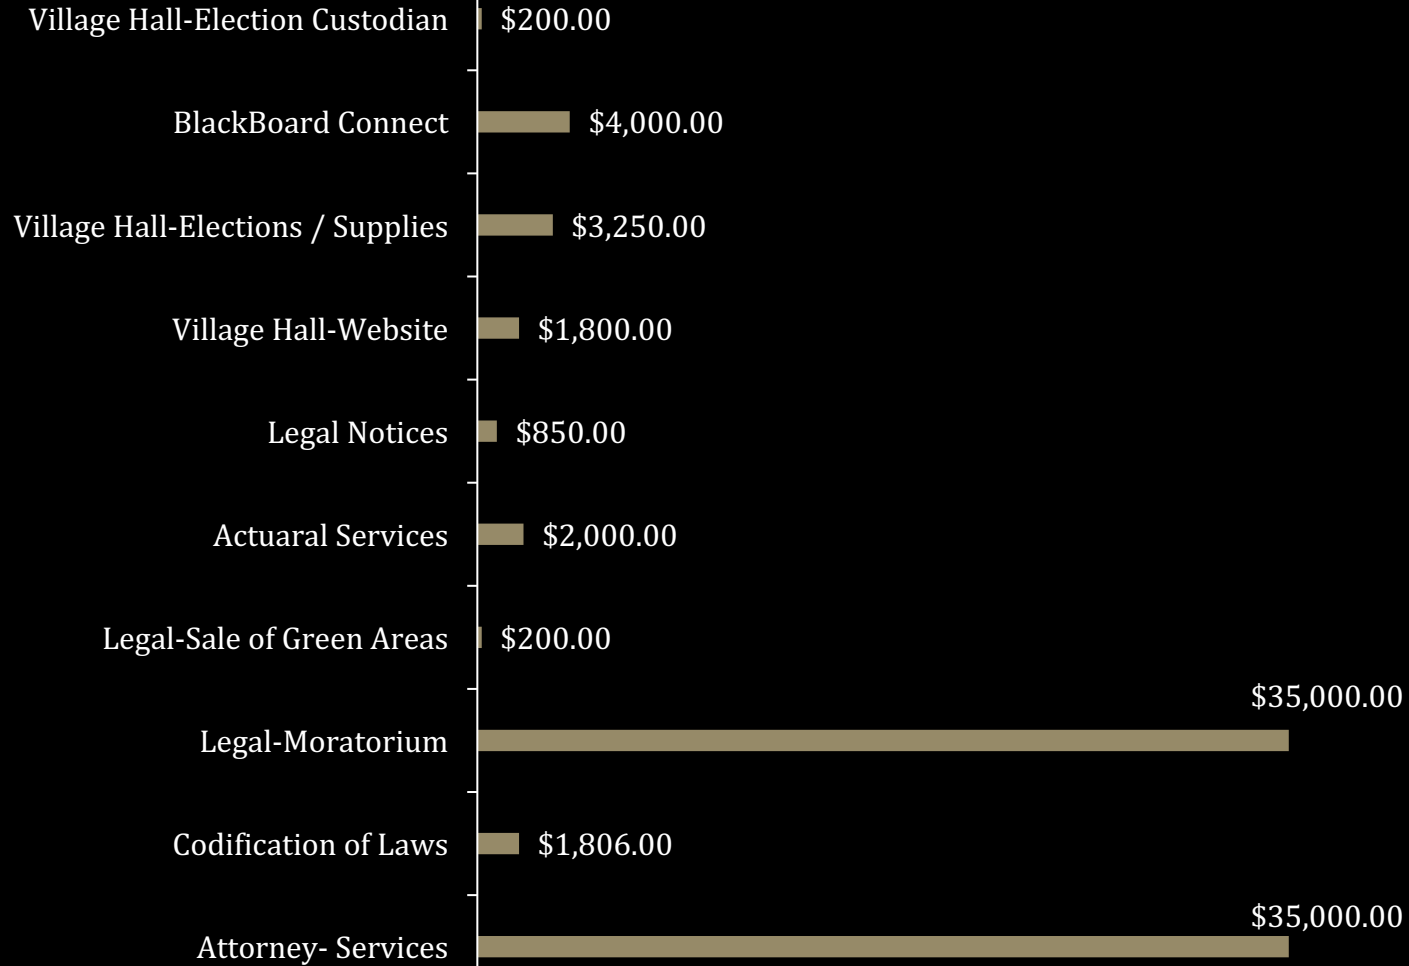 Village Hall-Election Custodian $200.00
BlackBoard Connect $4,000.00
Village Hall-Elections / Supplies $3,250.00
Village Hall-Website $1,800.00
Legal Notices $850.00
Actuaral Services $2,000.00
Legal-Sale of Green Areas $200.00
$35,000.00
Legal-Moratorium
Codification of Laws $1,806.00
$35,000.00
Attorney- Services